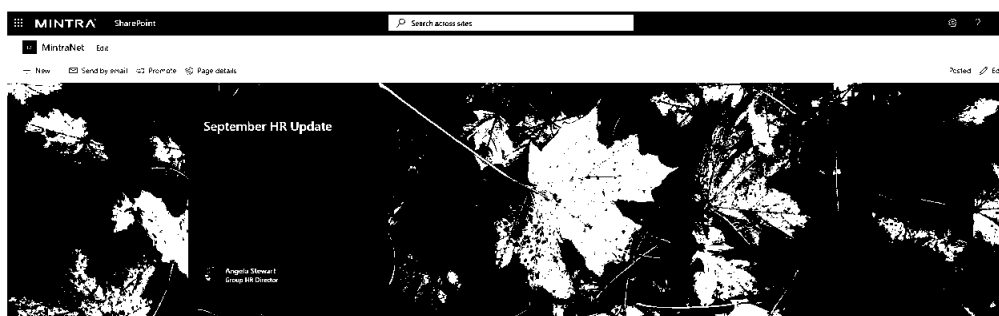 MINTRA SharePoint Search across sites ?
MintraNet Edit
New Send by email Promote Page details Posted Ed
September HR Update
Angela Stewart
Group HR Director